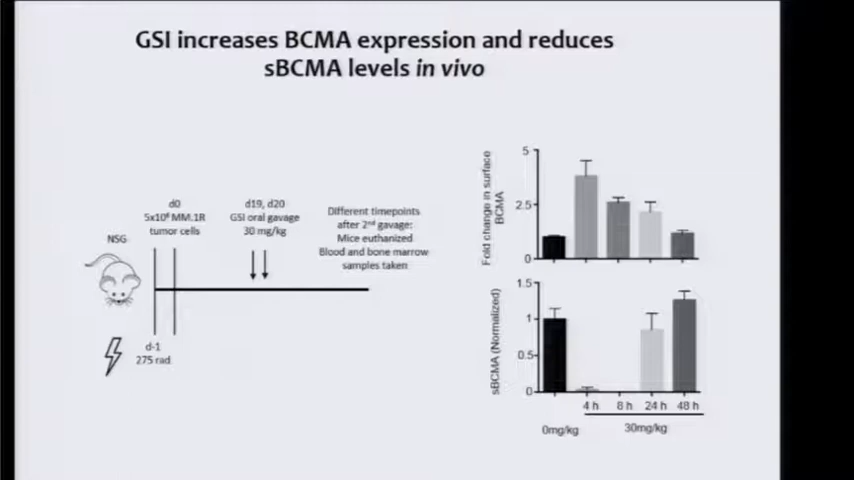 GSI increases BCMA expression and reduces
sBCMA levels in vivo
NSG
d0
5x10⁶ MM.1R
tumor cells
d19, d20
GSI oral gavage
30 mg/kg
Different timepoints
after 2nd gavage:
Mice euthanized
Blood and bone marrow
samples taken
d-1
275 rad
Fold change in surface
BCMA
5
2.5
0
sBCMA (Normalized)
1.5
1
0.5
0
4 h 8 h 24 h 48 h
0mg/kg 30mg/kg